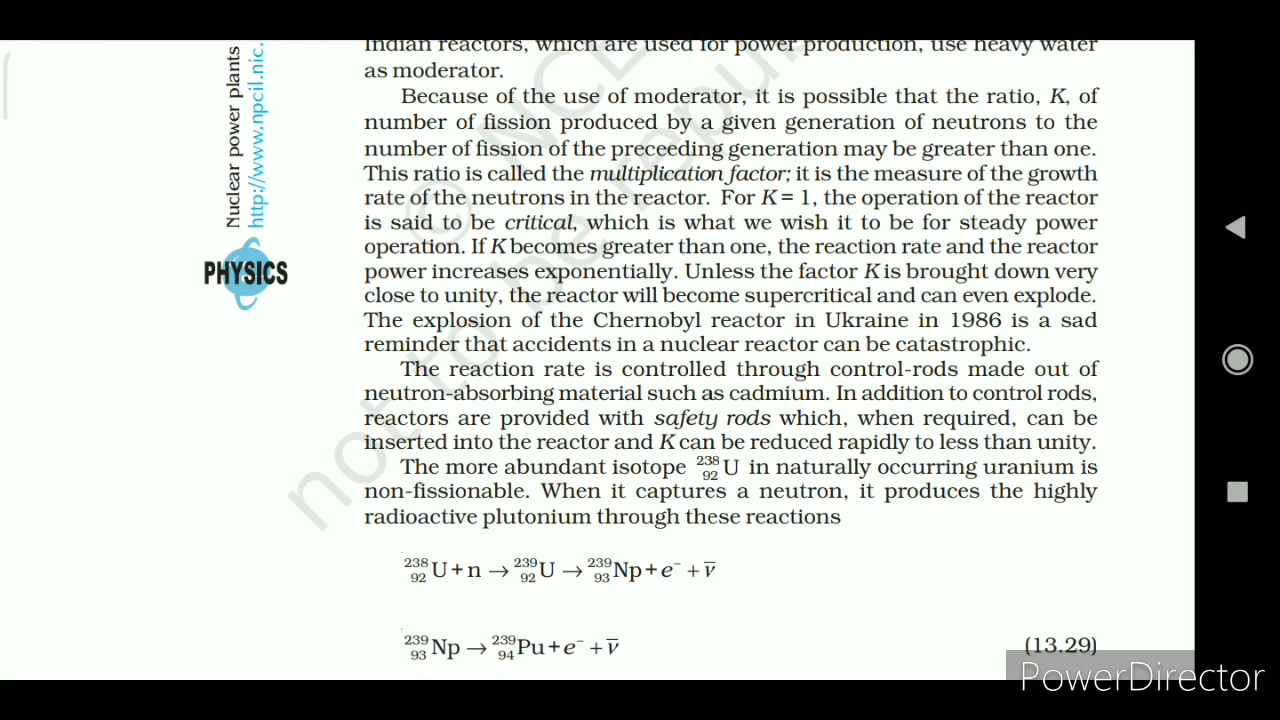 Nuclear power plants
http://www.npcil.nic.
PHYSICS
Indian reactors, which are used for power production, use heavy water
as moderator.
Because of the use of moderator, it is possible that the ratio, K, of
number of fission produced by a given generation of neutrons to the
number of fission of the preceeding generation may be greater than one.
This ratio is called the multiplication factor; it is the measure of the growth
rate of the neutrons in the reactor. For K = 1, the operation of the reactor
is said to be critical, which is what we wish it to be for steady power
operation. If K becomes greater than one, the reaction rate and the reactor
power increases exponentially. Unless the factor K is brought down very
close to unity, the reactor will become supercritical and can even explode.
The explosion of the Chernobyl reactor in Ukraine in 1986 is a sad
reminder that accidents in a nuclear reactor can be catastrophic.
The reaction rate is controlled through control-rods made out of
neutron-absorbing material such as cadmium. In addition to control rods,
reactors are provided with safety rods which, when required, can be
inserted into the reactor and K can be reduced rapidly to less than unity.
The more abundant isotope ²³⁸₉₂U in naturally occurring uranium is
non-fissionable. When it captures a neutron, it produces the highly
radioactive plutonium through these reactions
²³⁸₉₂U + n → ²³⁹₉₂U → ²³⁹₉₃Np + e⁻ + ν̅
²³⁹₉₃Np → ²³⁹₉₄Pu + e⁻ + ν̅ (13.29)
© NCE
not to be repu
PowerDirector